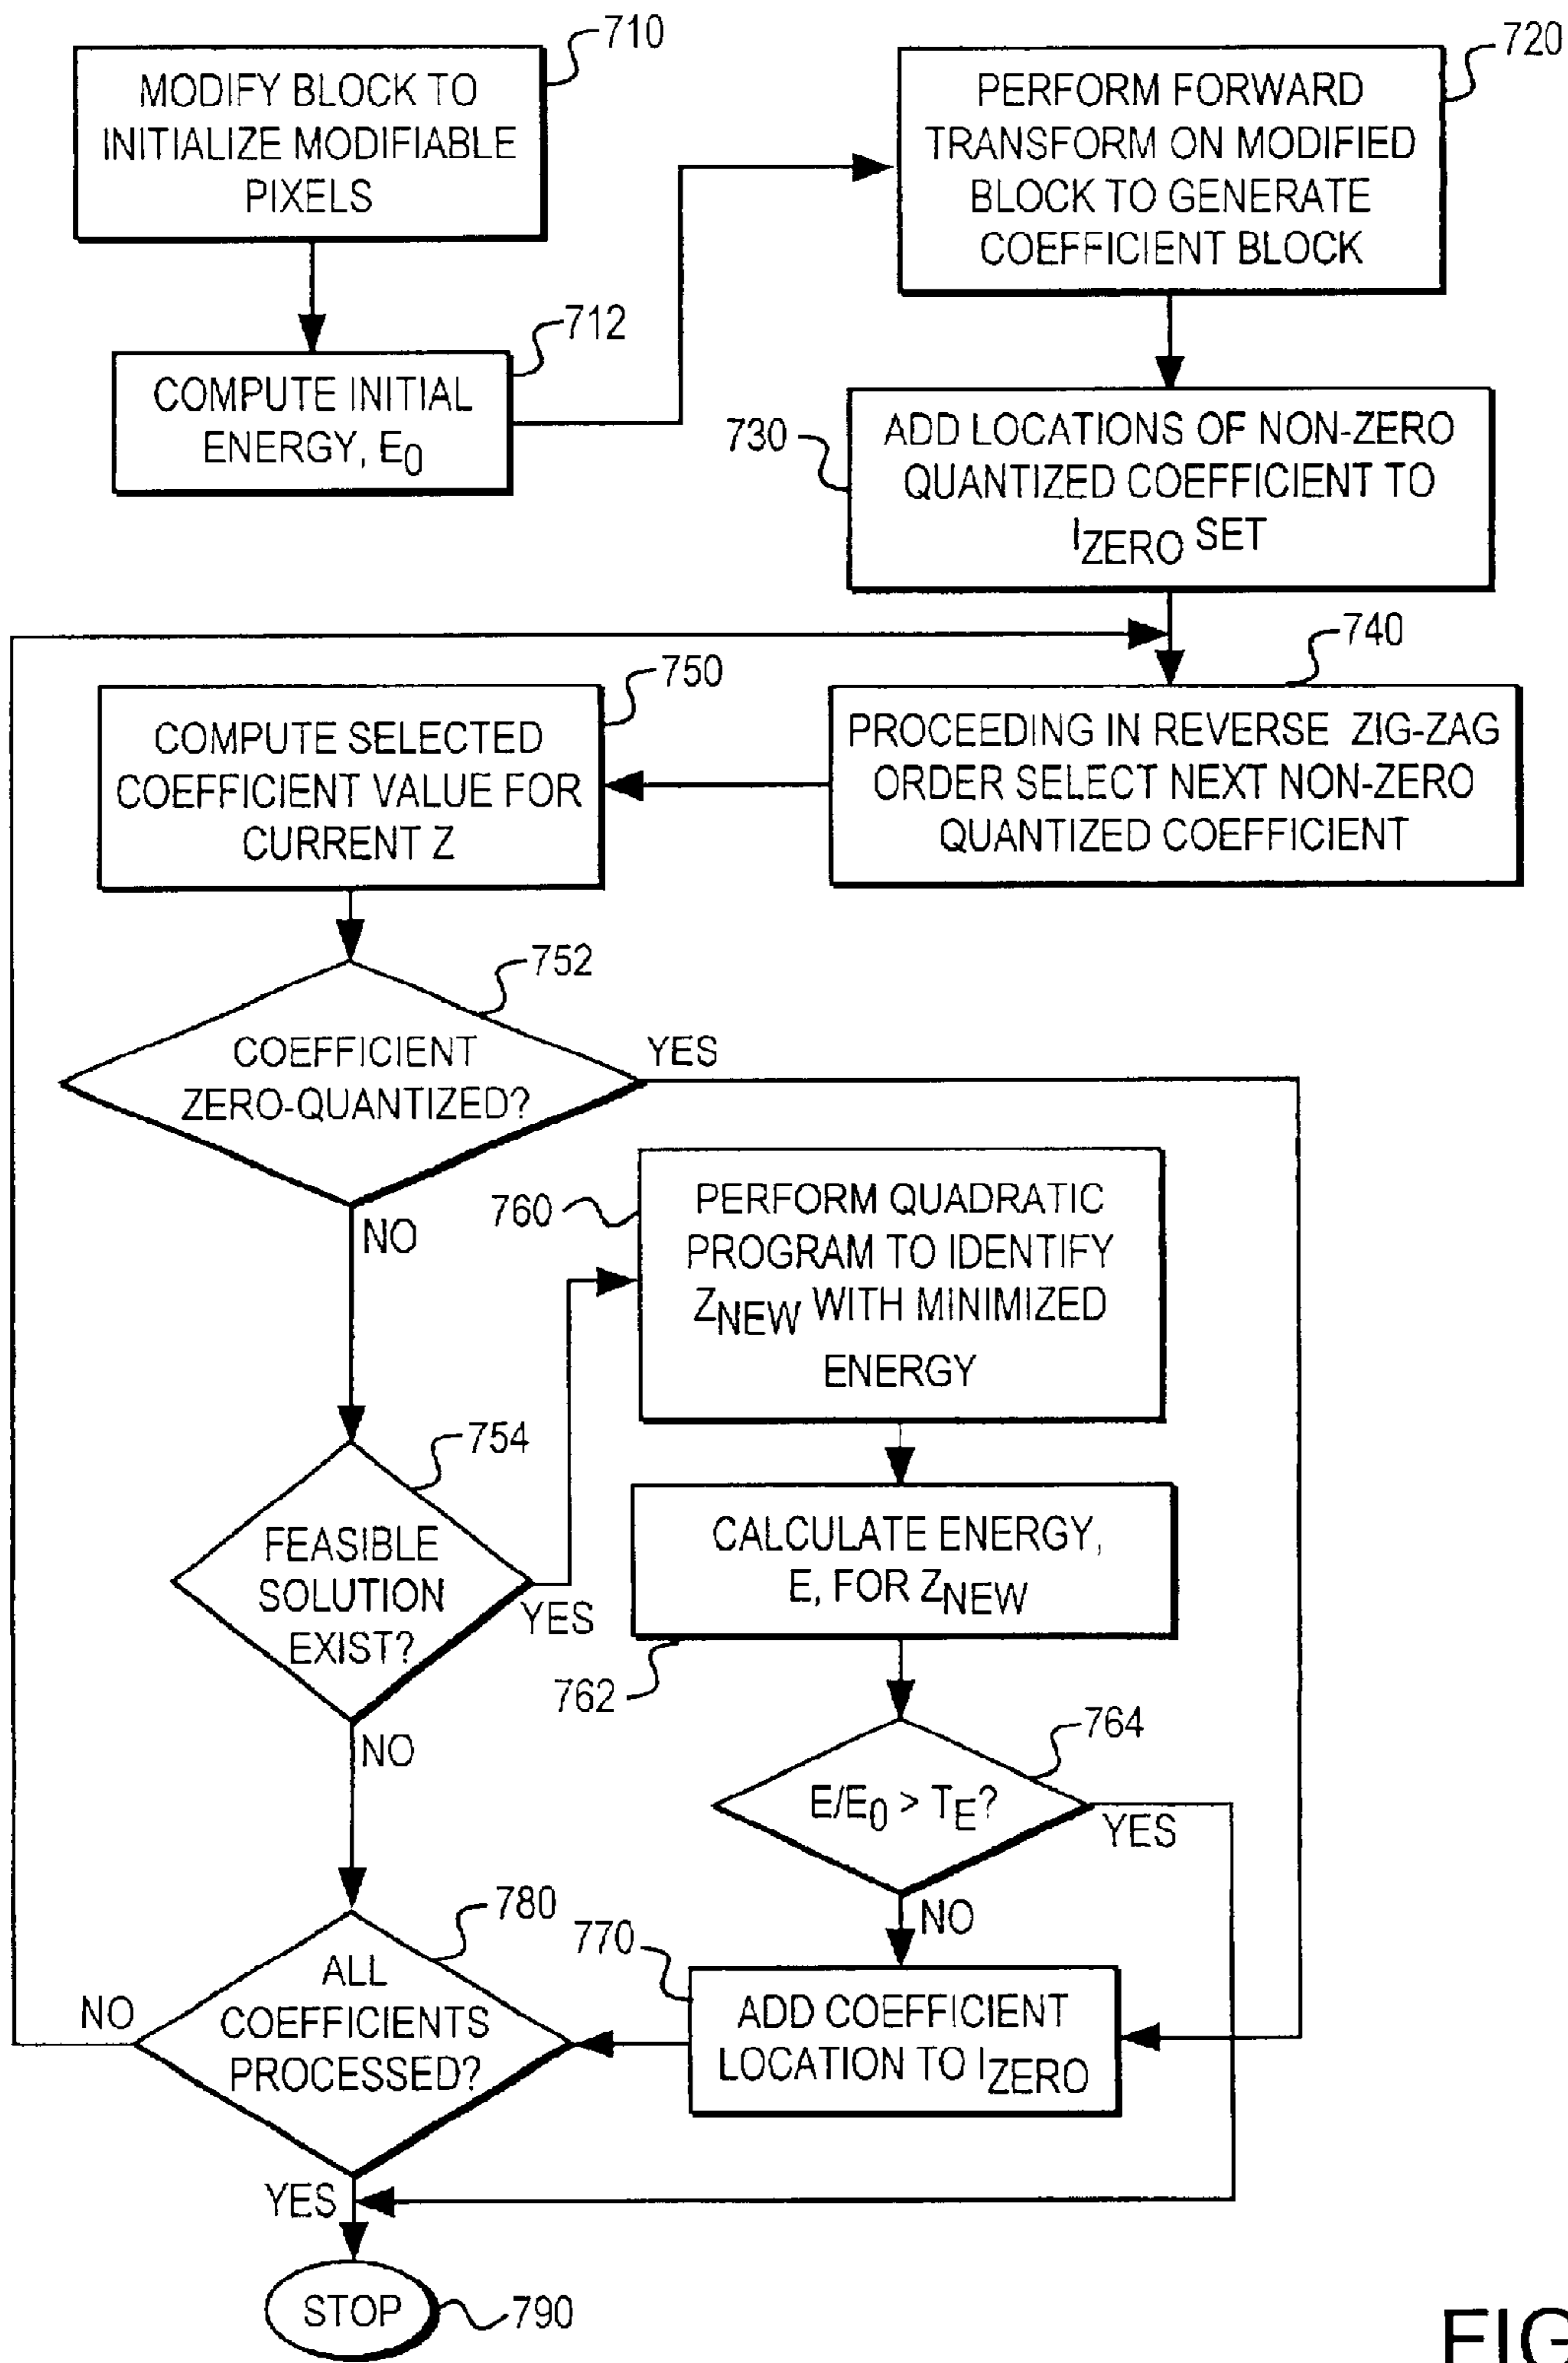 710
MODIFY BLOCK TO
INITIALIZE MODIFIABLE
PIXELS
712
COMPUTE INITIAL
ENERGY, E0
720
PERFORM FORWARD
TRANSFORM ON MODIFIED
BLOCK TO GENERATE
COEFFICIENT BLOCK
730
ADD LOCATIONS OF NON-ZERO
QUANTIZED COEFFICIENT TO
IZERO SET
740
PROCEEDING IN REVERSE ZIG-ZAG
ORDER SELECT NEXT NON-ZERO
QUANTIZED COEFFICIENT
750
COMPUTE SELECTED
COEFFICIENT VALUE FOR
CURRENT Z
752
COEFFICIENT
ZERO-QUANTIZED?
YES
NO
754
FEASIBLE
SOLUTION
EXIST?
YES
NO
760
PERFORM QUADRATIC
PROGRAM TO IDENTIFY
ZNEW WITH MINIMIZED
ENERGY
CALCULATE ENERGY,
E, FOR ZNEW
762
764
E/E0 > TE?
YES
NO
770
ADD COEFFICIENT
LOCATION TO IZERO
780
ALL
COEFFICIENTS
PROCESSED?
NO
YES
STOP
790
FIG